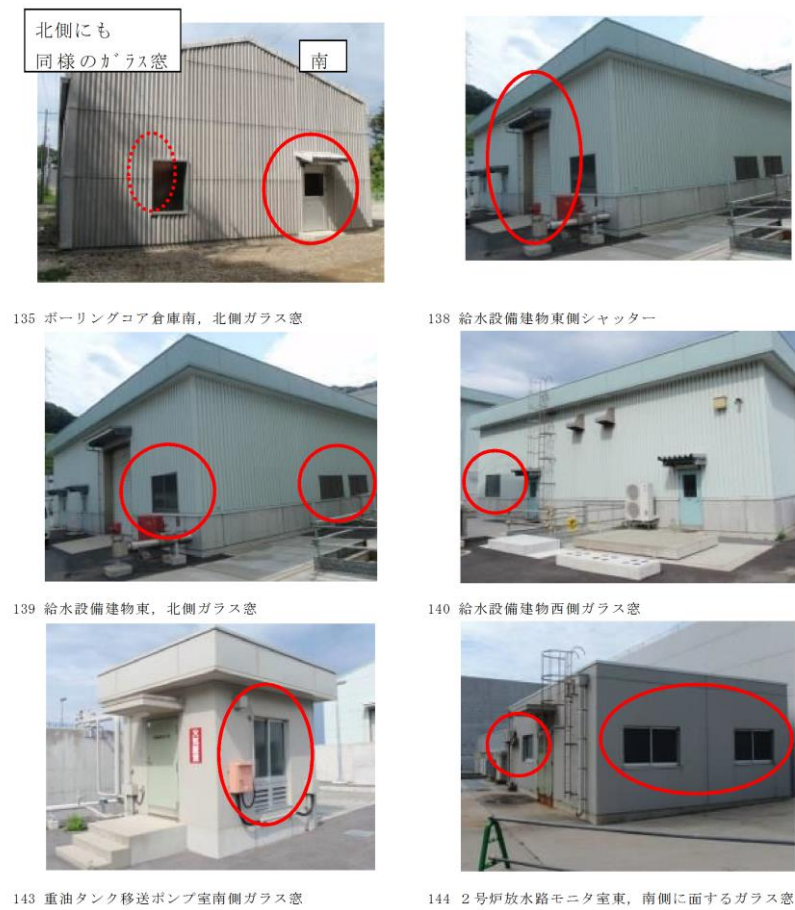 北側にも
同様のｶﾞﾗｽ窓
南
135 ボーリングコア倉庫南，北側ガラス窓
138 給水設備建物東側シャッター
139 給水設備建物東，北側ガラス窓
140 給水設備建物西側ガラス窓
火気厳禁
143 重油タンク移送ポンプ室南側ガラス窓
144 ２号炉放水路モニタ室東，南側に面するガラス窓